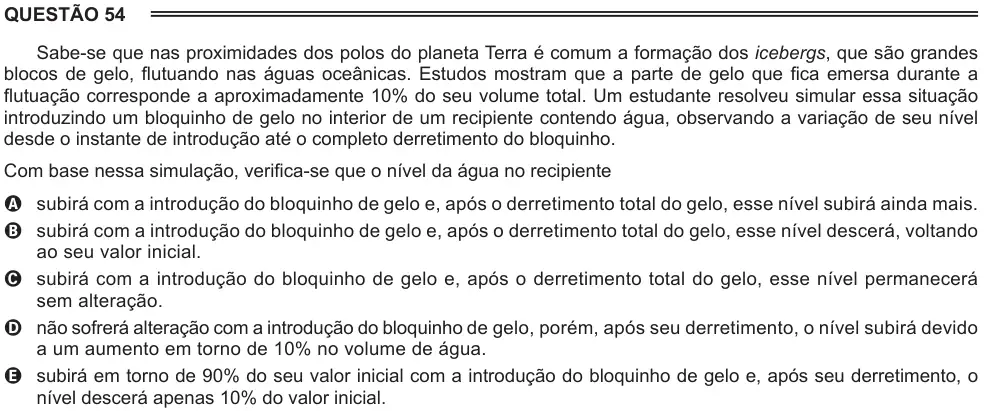 QUESTÃO 54
Sabe-se que nas proximidades dos polos do planeta Terra é comum a formação dos icebergs, que são grandes
blocos de gelo, flutuando nas águas oceânicas. Estudos mostram que a parte de gelo que fica emersa durante a
flutuação corresponde a aproximadamente 10% do seu volume total. Um estudante resolveu simular essa situação
introduzindo um bloquinho de gelo no interior de um recipiente contendo água, observando a variação de seu nível
desde o instante de introdução até o completo derretimento do bloquinho.
Com base nessa simulação, verifica-se que o nível da água no recipiente
A subirá com a introdução do bloquinho de gelo e, após o derretimento total do gelo, esse nível subirá ainda mais.
B subirá com a introdução do bloquinho de gelo e, após o derretimento total do gelo, esse nível descerá, voltando
ao seu valor inicial.
C subirá com a introdução do bloquinho de gelo e, após o derretimento total do gelo, esse nível permanecerá
sem alteração.
D não sofrerá alteração com a introdução do bloquinho de gelo, porém, após seu derretimento, o nível subirá devido
a um aumento em torno de 10% no volume de água.
E subirá em torno de 90% do seu valor inicial com a introdução do bloquinho de gelo e, após seu derretimento, o
nível descerá apenas 10% do valor inicial.